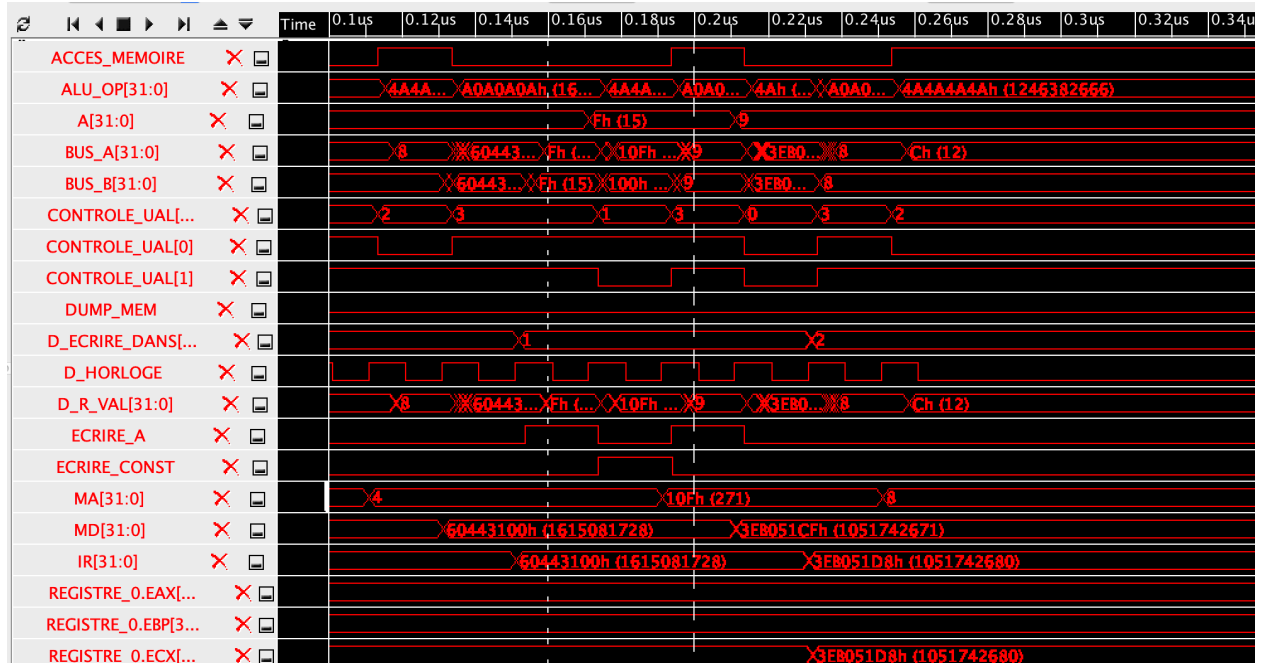 Time 0.1us 0.12us 0.14us 0.16us 0.18us 0.2us 0.22us 0.24us 0.26us 0.28us 0.3us 0.32us 0.34u
ACCES_MEMOIRE
ALU_OP[31:0] 4A4A... A0A0A0Ah (16... 4A4A... A0A0... 4Ah (... A0A0... 4A4A4A4Ah (1246382666)
A[31:0] Fh (15) 9
BUS_A[31:0] 8 60443... Fh (... 10Fh ... 9 3EB0... 8 Ch (12)
BUS_B[31:0] 60443... Fh (15) 100h ... 9 3EB0... 8
CONTROLE_UAL[... 2 3 1 3 0 3 2
CONTROLE_UAL[0]
CONTROLE_UAL[1]
DUMP_MEM
D_ECRIRE_DANS[... 1 2
D_HORLOGE
D_R_VAL[31:0] 8 60443... Fh (... 10Fh ... 9 3EB0... 8 Ch (12)
ECRIRE_A
ECRIRE_CONST
MA[31:0] 4 10Fh (271) 8
MD[31:0] 60443100h (1615081728) 3EB051CFh (1051742671)
IR[31:0] 60443100h (1615081728) 3EB051D8h (1051742680)
REGISTRE_0.EAX[...
REGISTRE_0.EBP[3...
REGISTRE_0.ECX[... 3EB051D8h (1051742680)